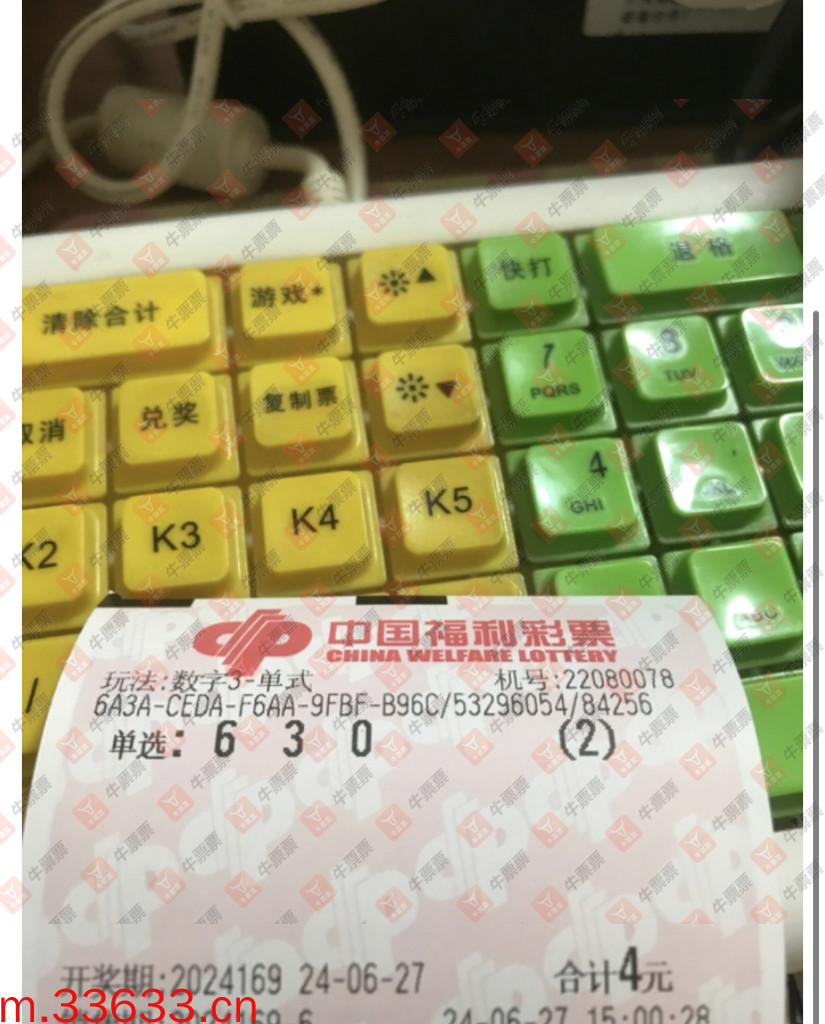 清除合计
游戏*
▲
快打
退格
取消
兑奖
复制票
▼
7
PQRS
8
TUV
K2
K3
K4
K5
4
GHI
/
中国福利彩票
CHINA WELFARE LOTTERY
玩法:数字3-单式 机号:22080078
6A3A-CEDA-F6AA-9FBF-B96C/53296054/84256
单选: 6 3 0 (2)
开奖期:2024169 24-06-27 合计4元
24-06-27 15:00:28
m.33633.cn
牛票票